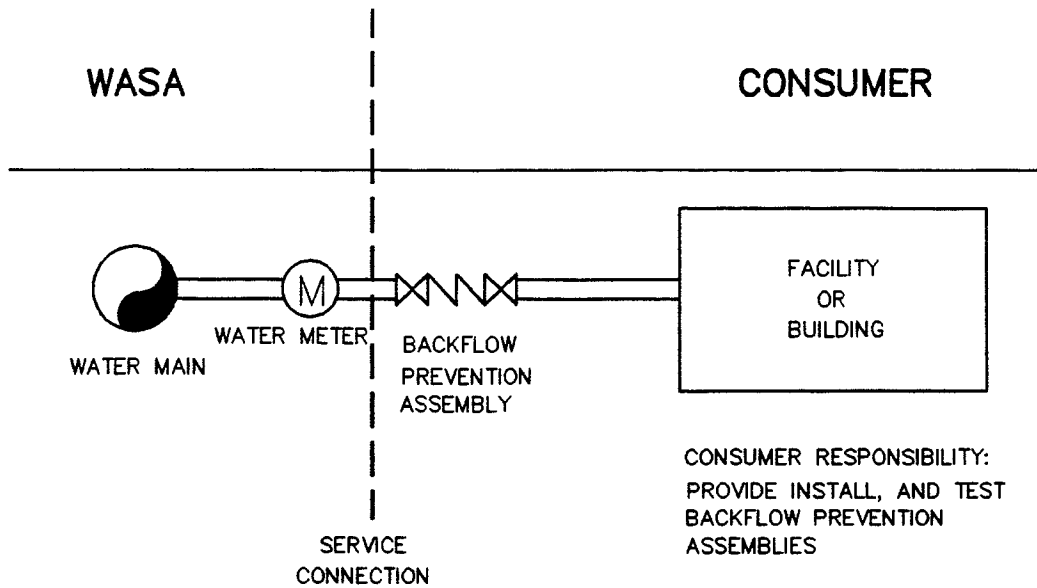 WASA
CONSUMER
M
WATER MAIN
WATER METER
BACKFLOW
PREVENTION
ASSEMBLY
FACILITY
OR
BUILDING
CONSUMER RESPONSIBILITY:
PROVIDE INSTALL, AND TEST
BACKFLOW PREVENTION
ASSEMBLIES
SERVICE
CONNECTION